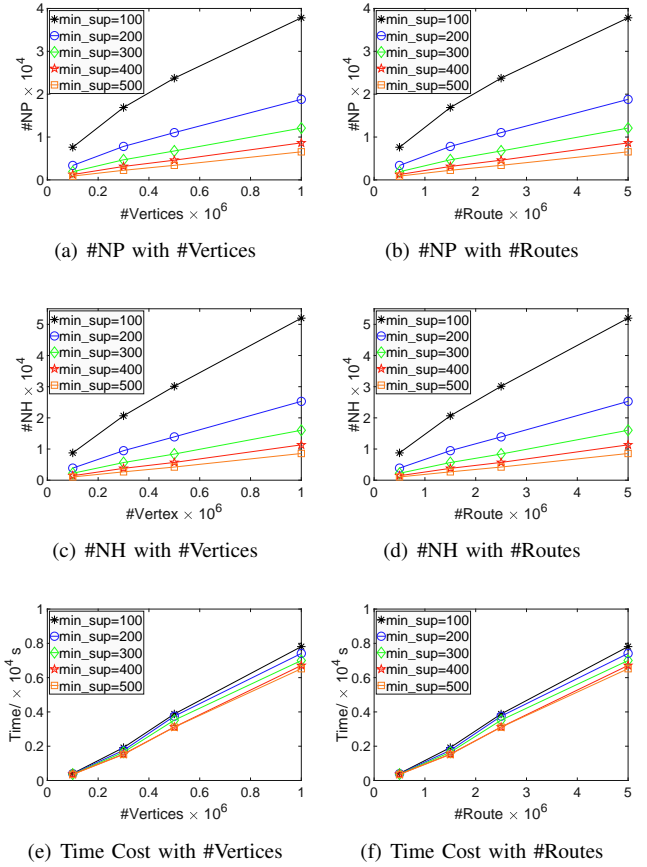 4
3
2
1
0
#NP × 10^4
min_sup=100
min_sup=200
min_sup=300
min_sup=400
min_sup=500
0 0.2 0.4 0.6 0.8 1
#Vertices × 10^6
(a) #NP with #Vertices
4
3
2
1
0
#NP × 10^4
min_sup=100
min_sup=200
min_sup=300
min_sup=400
min_sup=500
0 1 2 3 4 5
#Route × 10^6
(b) #NP with #Routes
5
4
3
2
1
0
#NH × 10^4
min_sup=100
min_sup=200
min_sup=300
min_sup=400
min_sup=500
0 0.2 0.4 0.6 0.8 1
#Vertex × 10^6
(c) #NH with #Vertices
5
4
3
2
1
0
#NH × 10^4
min_sup=100
min_sup=200
min_sup=300
min_sup=400
min_sup=500
0 1 2 3 4 5
#Route × 10^6
(d) #NH with #Routes
1
0.8
0.6
0.4
0.2
0
Time/ × 10^4 s
min_sup=100
min_sup=200
min_sup=300
min_sup=400
min_sup=500
0 0.2 0.4 0.6 0.8 1
#Vertices × 10^6
(e) Time Cost with #Vertices
1
0.8
0.6
0.4
0.2
0
Time/ × 10^4 s
min_sup=100
min_sup=200
min_sup=300
min_sup=400
min_sup=500
0 1 2 3 4 5
#Route × 10^6
(f) Time Cost with #Routes